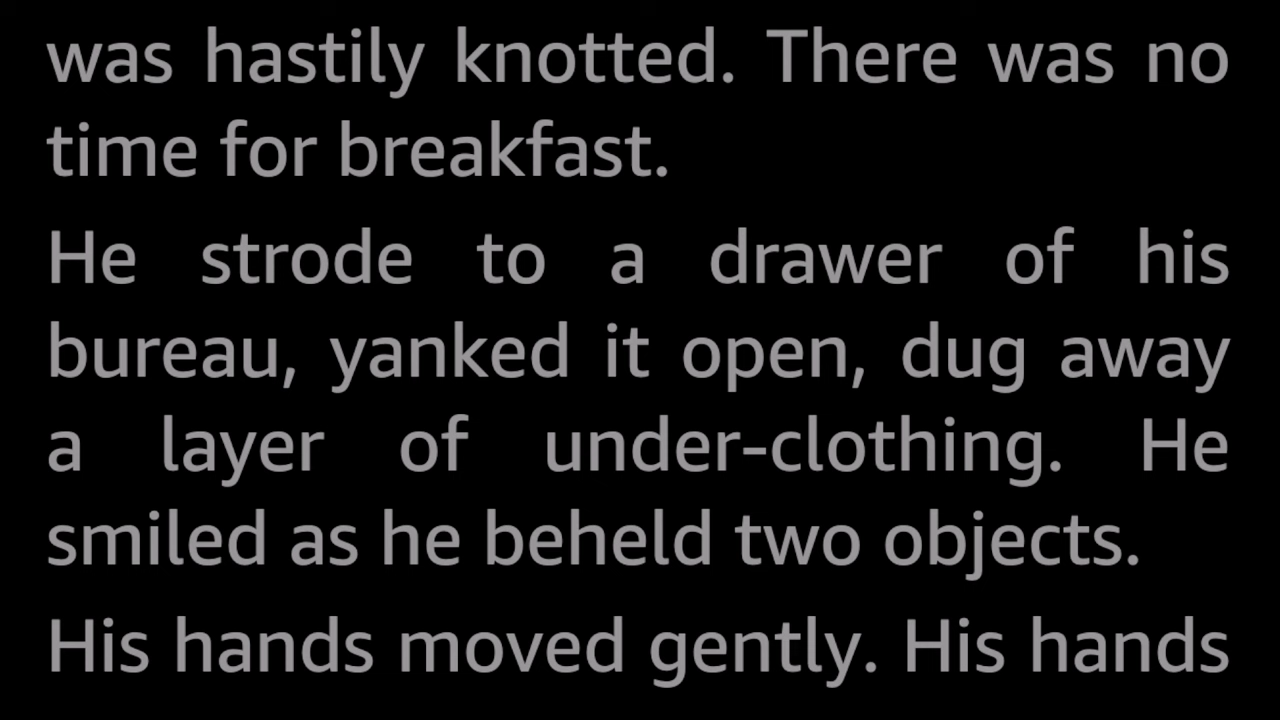 was hastily knotted. There was no
time for breakfast.
He strode to a drawer of his
bureau, yanked it open, dug away
a layer of under-clothing. He
smiled as he beheld two objects.
His hands moved gently. His hands